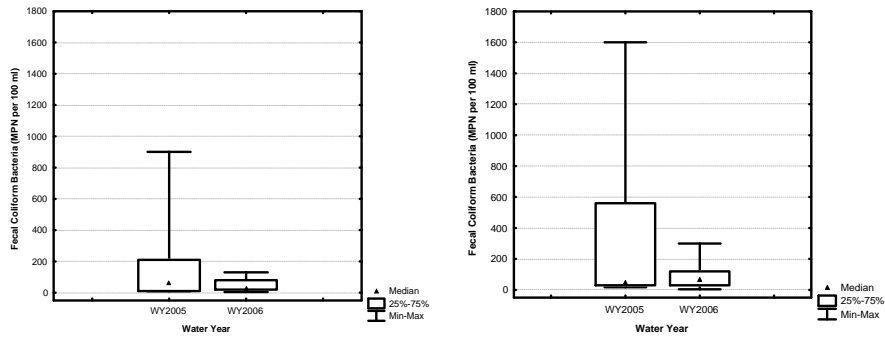 1800
1600
1400
1200
1000
800
600
400
200
0
Fecal Coliform Bacteria (MPN per 100 ml)
WY2005 WY2006
Water Year
Median
25%-75%
Min-Max
1800
1600
1400
1200
1000
800
600
400
200
0
Fecal Coliform Bacteria (MPN per 100 ml)
WY2005 WY2006
Water Year
Median
25%-75%
Min-Max